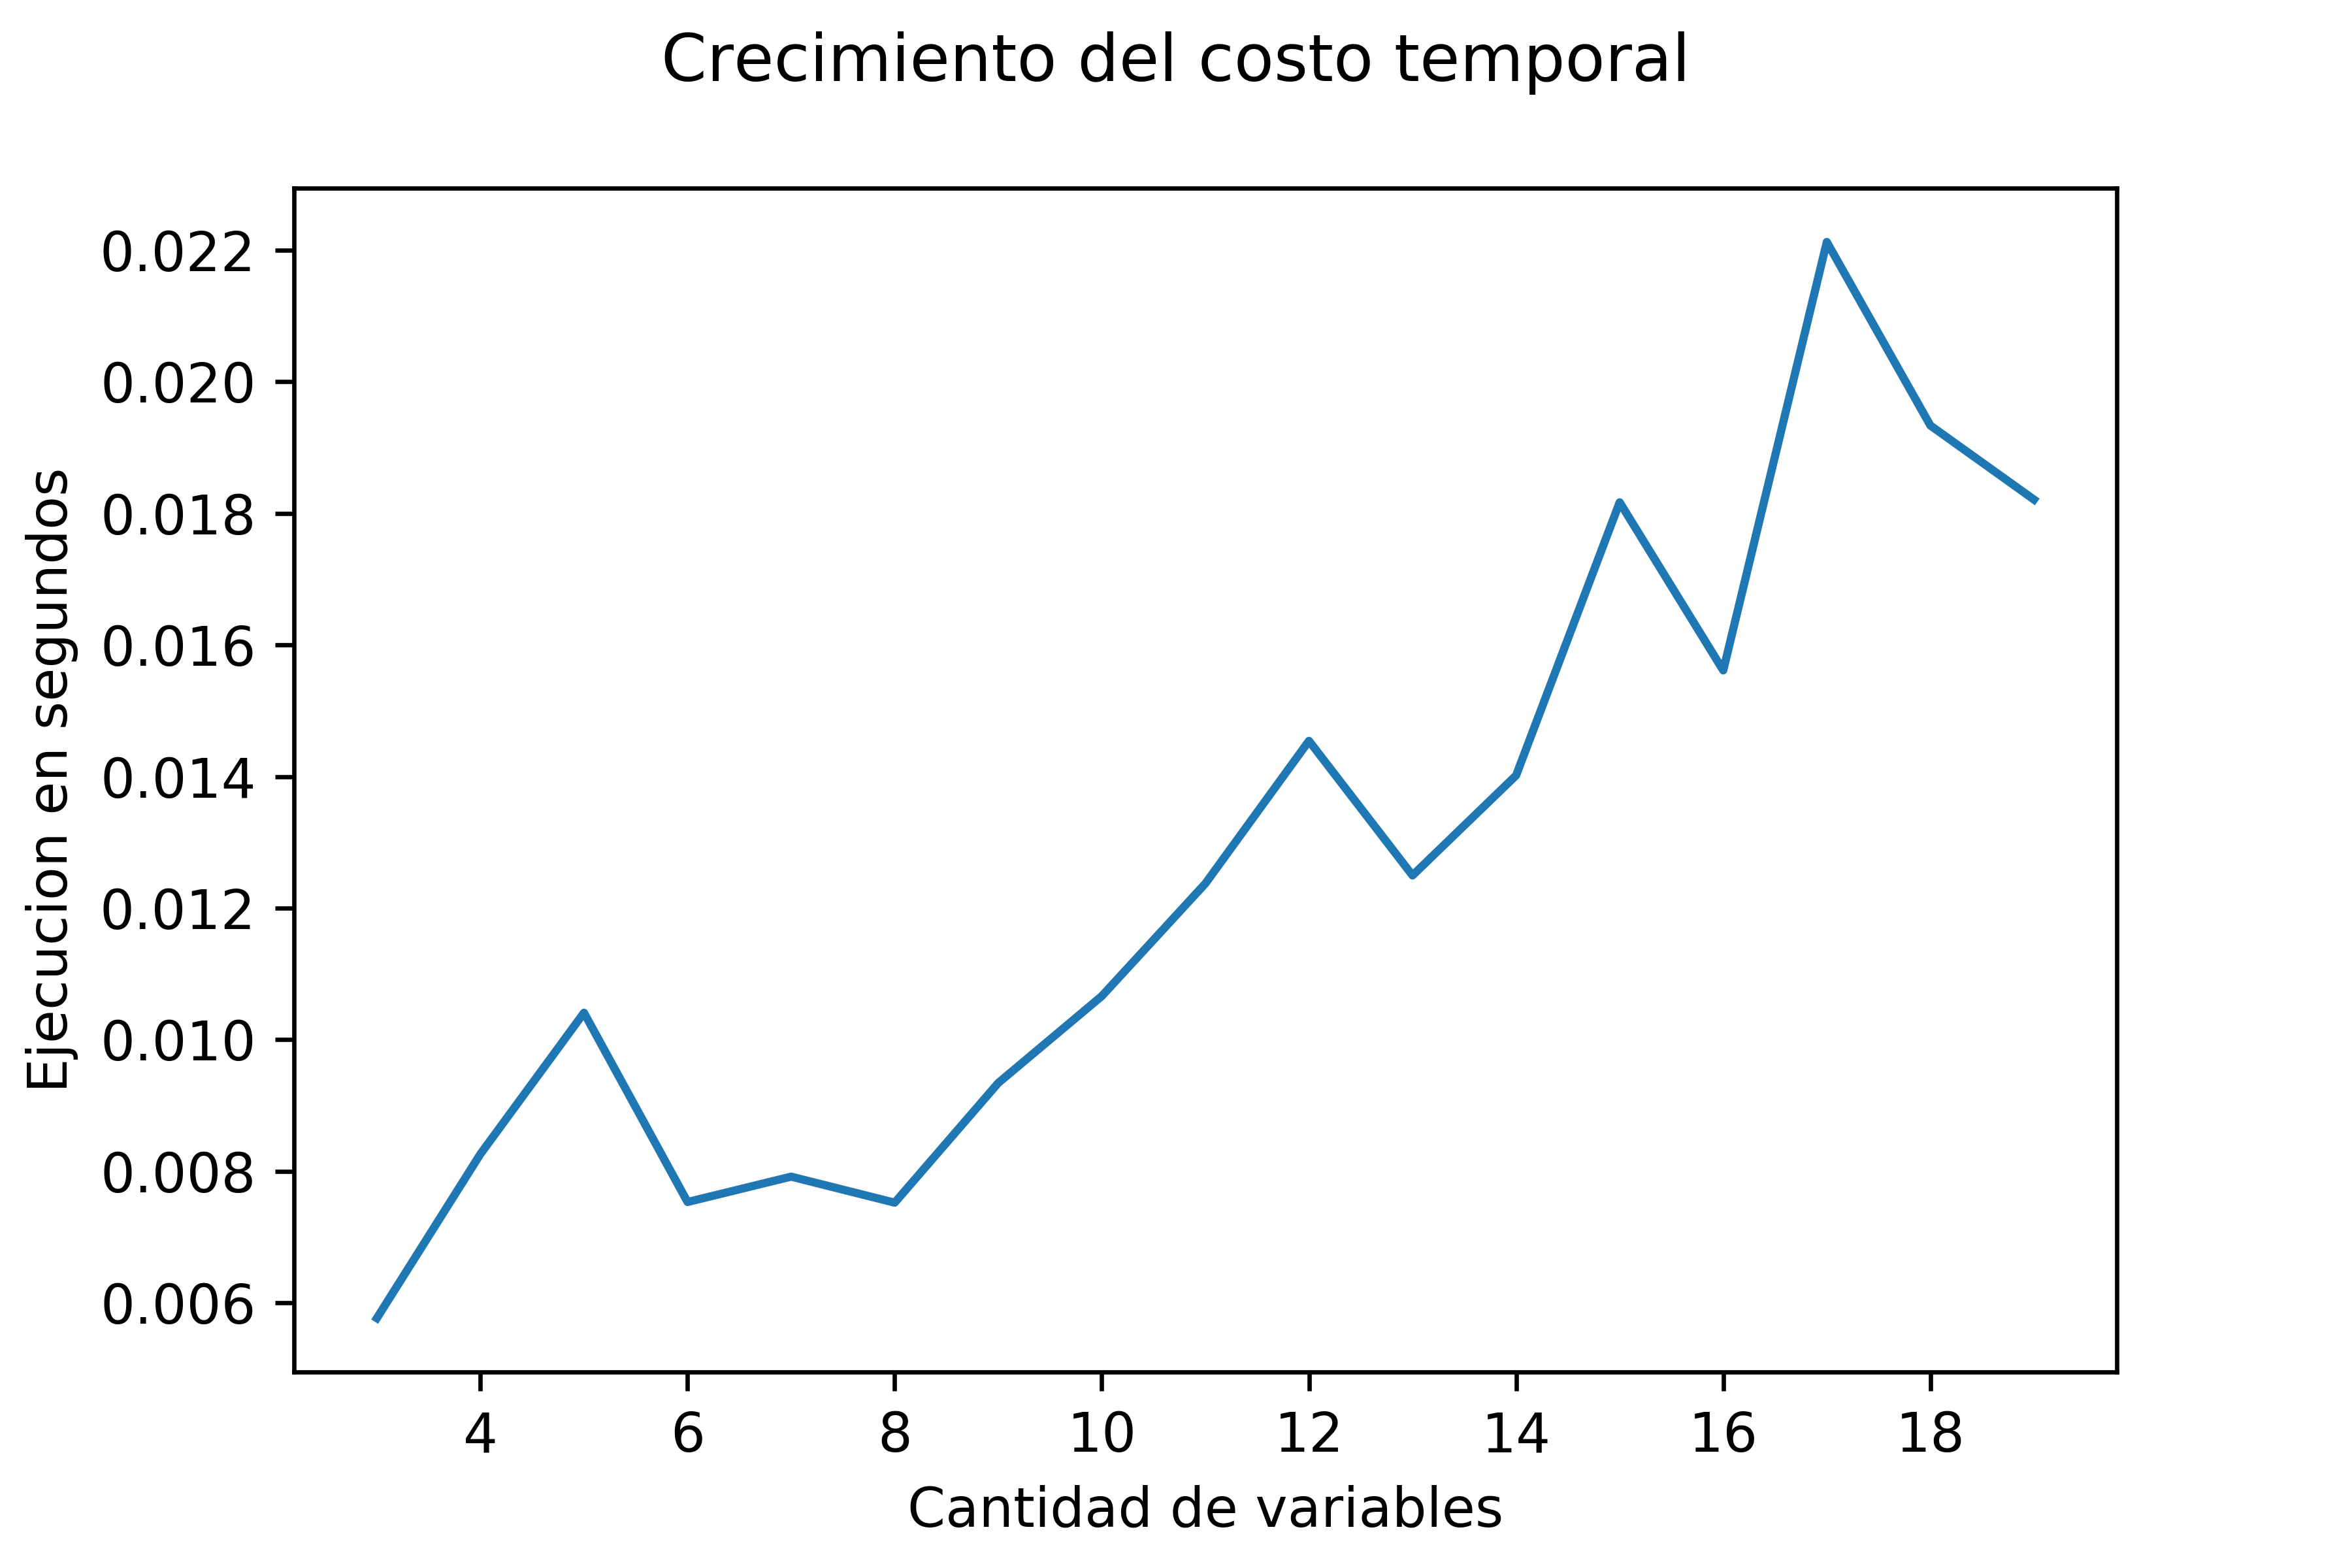 Crecimiento del costo temporal
Ejecucion en segundos
0.022
0.020
0.018
0.016
0.014
0.012
0.010
0.008
0.006
4 6 8 10 12 14 16 18
Cantidad de variables